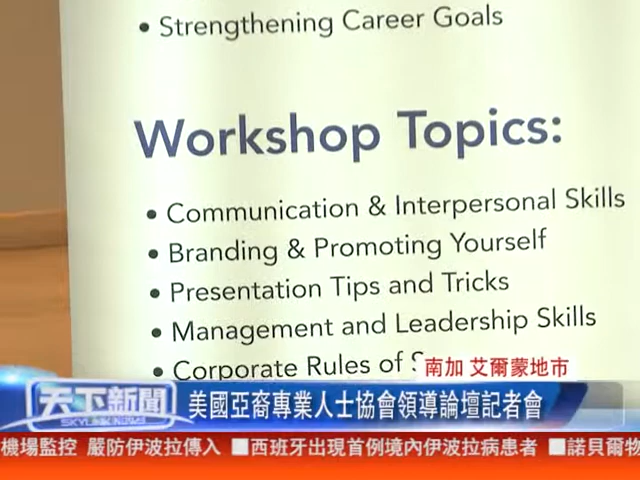 • Strengthening Career Goals
Workshop Topics:
• Communication & Interpersonal Skills
• Branding & Promoting Yourself
• Presentation Tips and Tricks
• Management and Leadership Skills
• Corporate Rules of
南加 艾爾蒙地市
天下新聞
SKYLINK NEWS
美國亞裔專業人士協會領導論壇記者會
機場監控 嚴防伊波拉傳入 ■西班牙出現首例境內伊波拉病患者 ■諾貝爾物